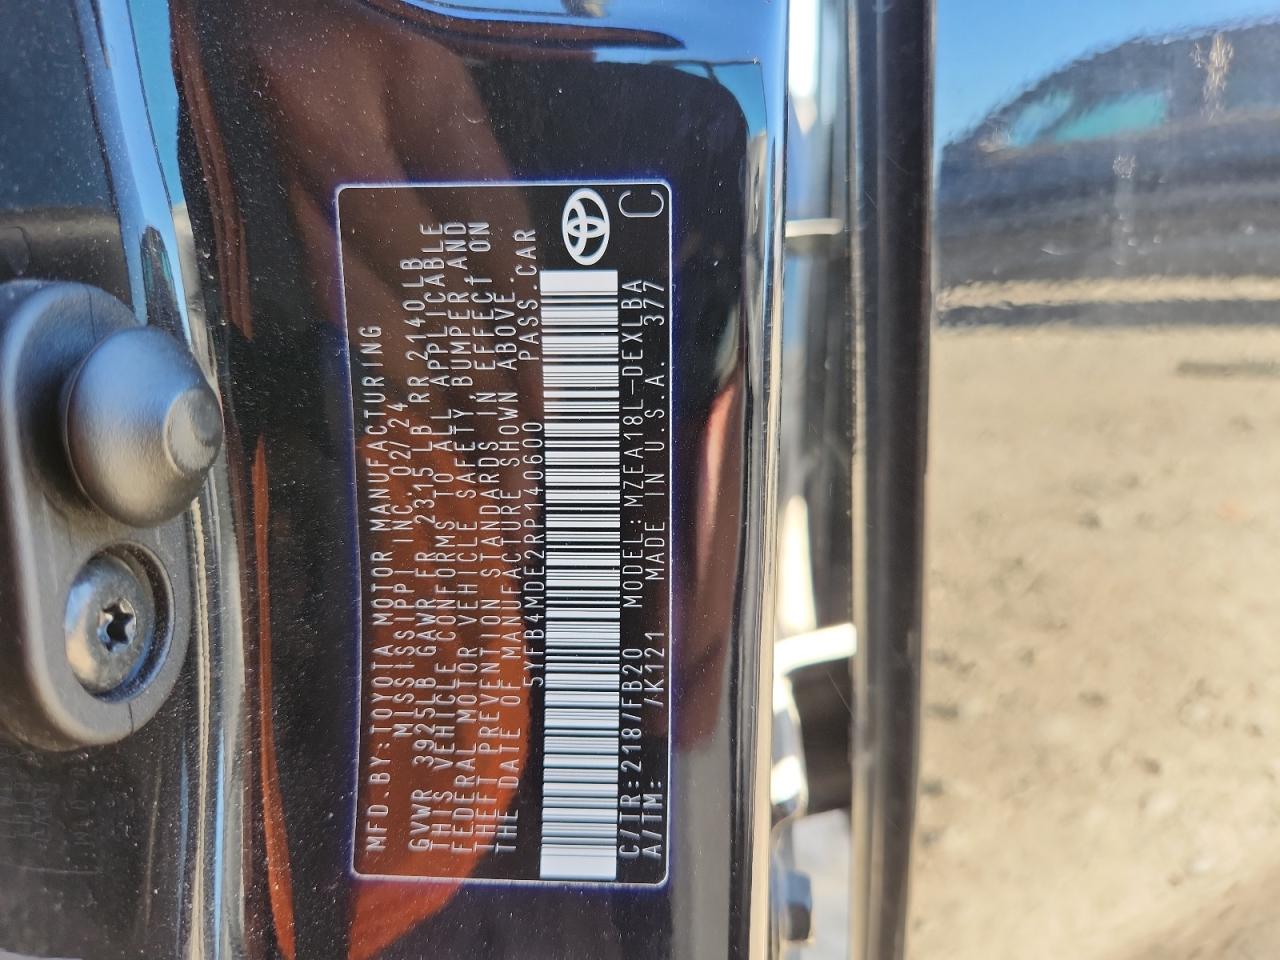 MFD.BY:TOYOTA MOTOR MANUFACTURING
MISSISSIPPI INC. 02/24
GVWR 3925LB GAWR FR 2315 LB RR 2140LB
THIS VEHICLE CONFORMS TO ALL APPLICABLE
FEDERAL MOTOR VEHICLE SAFETY, BUMPER AND
THEFT PREVENTION STANDARDS IN EFFECT ON
THE DATE OF MANUFACTURE SHOWN ABOVE.
5YFB4MDE2RP140600 PASS.CAR
C/TR:218/FB20 MODEL:MZEA18L-DEXLBA
A/TM: /K121 MADE IN U.S.A. 377 C